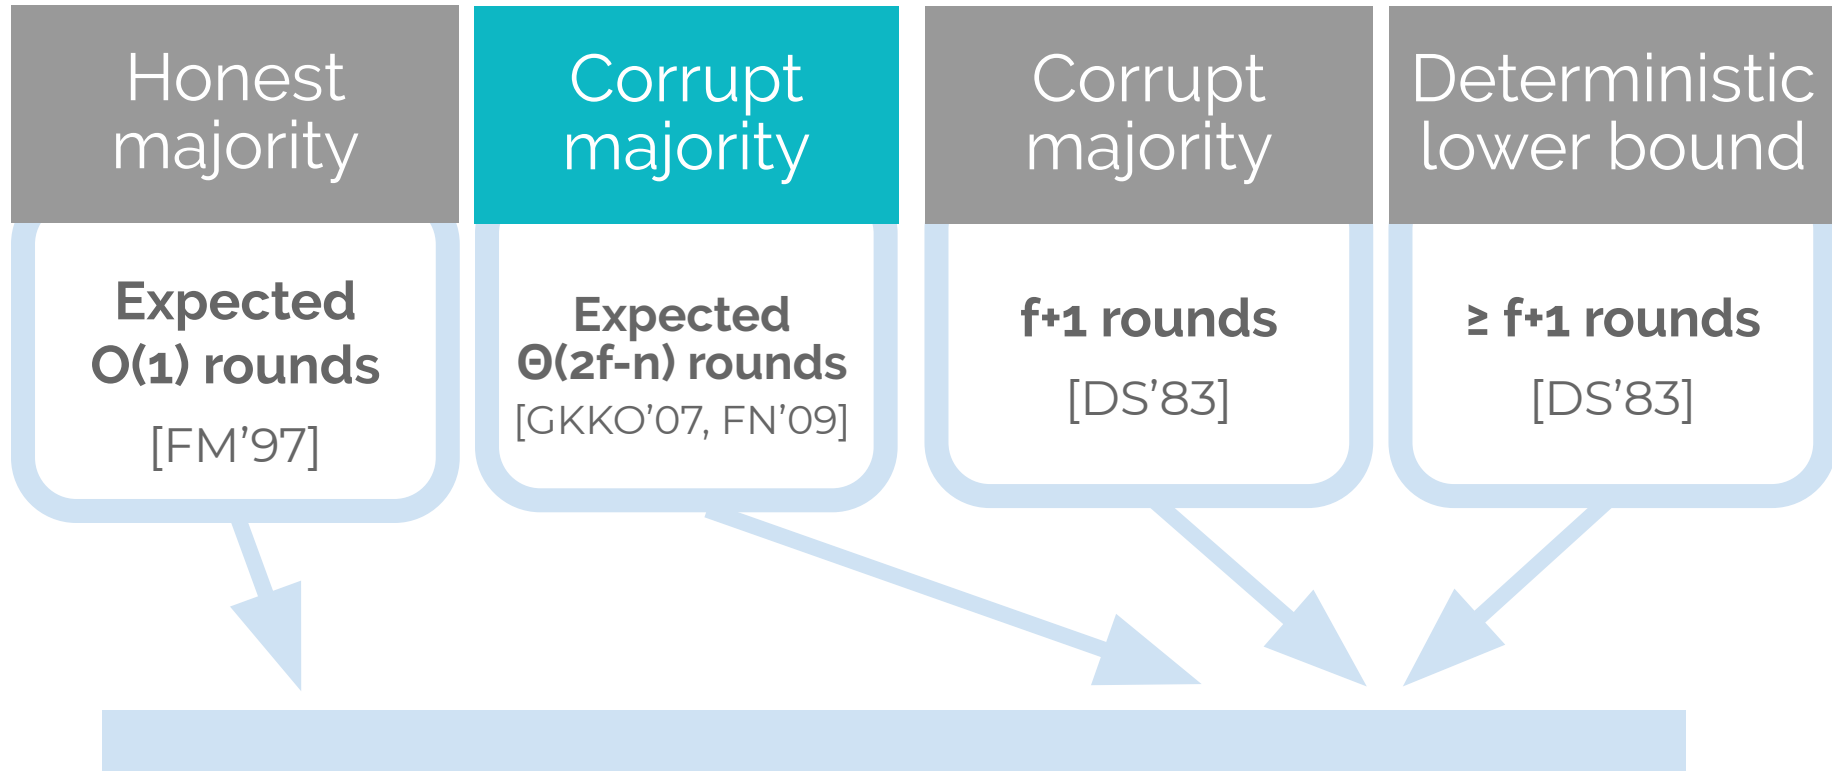 Honest
majority
Expected
O(1) rounds
[FM’97]
Corrupt
majority
Expected
Θ(2f-n) rounds
[GKKO’07, FN’09]
Corrupt
majority
f+1 rounds
[DS’83]
Deterministic
lower bound
≥ f+1 rounds
[DS’83]